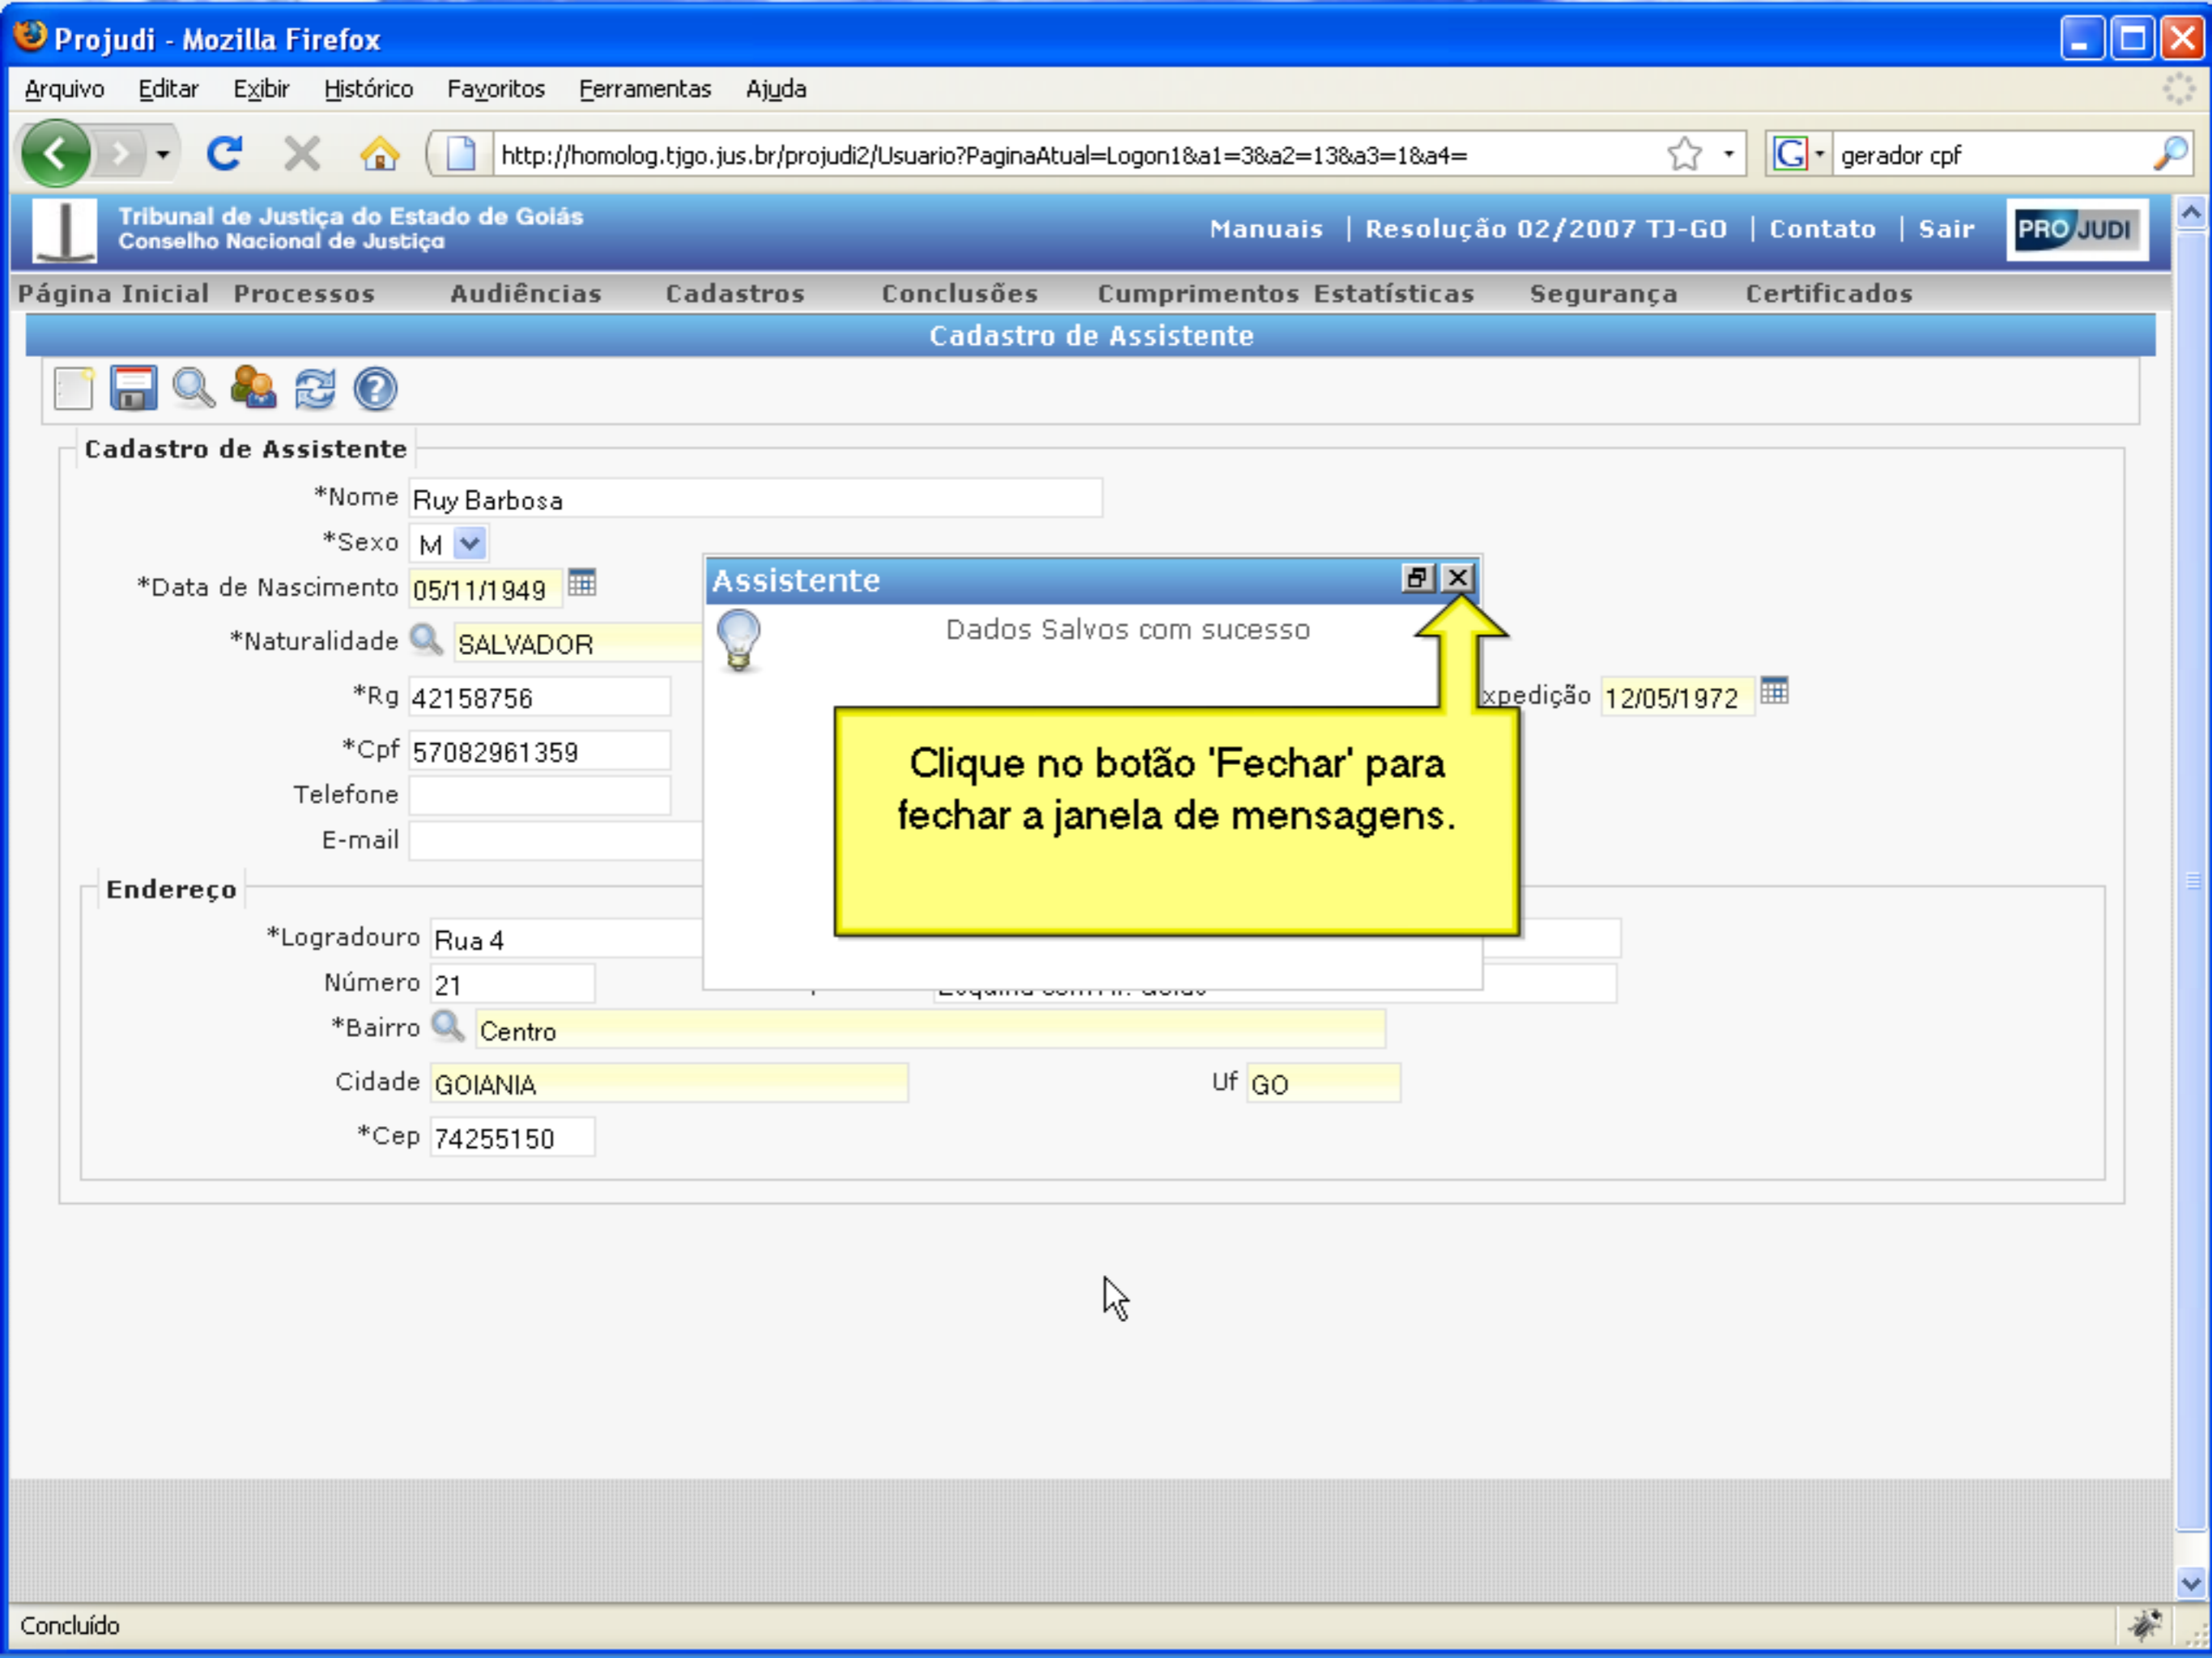 Projudi - Mozilla Firefox
Arquivo Editar Exibir Histórico Favoritos Ferramentas Ajuda
http://homolog.tjgo.jus.br/projudi2/Usuario?PaginaAtual=Logon1&a1=3&a2=13&a3=1&a4=
G gerador cpf
Tribunal de Justiça do Estado de Goiás
Conselho Nacional de Justiça
Manuais | Resolução 02/2007 TJ-GO | Contato | Sair
PROJUDI
Página Inicial Processos Audiências Cadastros Conclusões Cumprimentos Estatísticas Segurança Certificados
Cadastro de Assistente
Cadastro de Assistente
*Nome Ruy Barbosa
*Sexo M
*Data de Nascimento 05/11/1949
*Naturalidade SALVADOR
*Rg 42158756
xpedição 12/05/1972
*Cpf 57082961359
Telefone
E-mail
Assistente
Dados Salvos com sucesso
Clique no botão 'Fechar' para
fechar a janela de mensagens.
Endereço
*Logradouro Rua 4
Número 21
*Bairro Centro
Cidade GOIANIA Uf GO
*Cep 74255150
Concluído